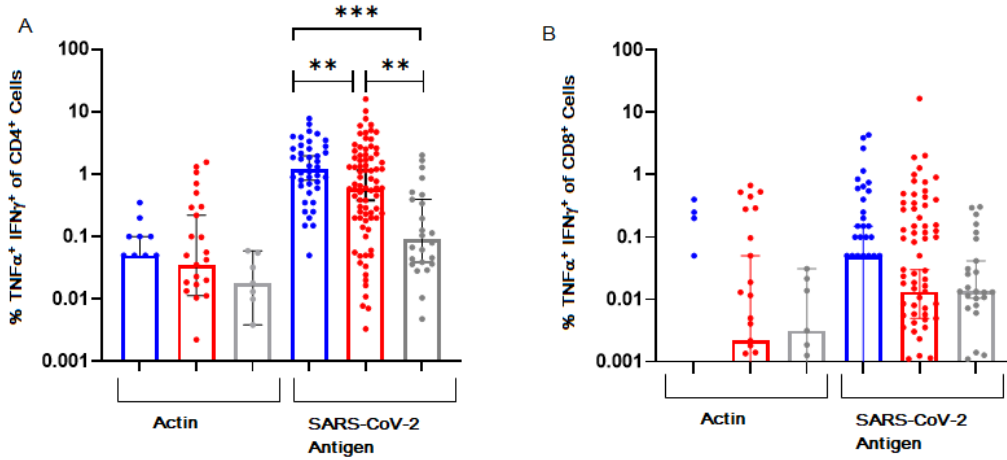 A
% TNFα⁺ IFNγ⁺ of CD4⁺ Cells
100
10
1
0.1
0.01
0.001
***
** **
Actin
SARS-CoV-2
Antigen
B
% TNFα⁺ IFNγ⁺ of CD8⁺ Cells
100
10
1
0.1
0.01
0.001
Actin
SARS-CoV-2
Antigen